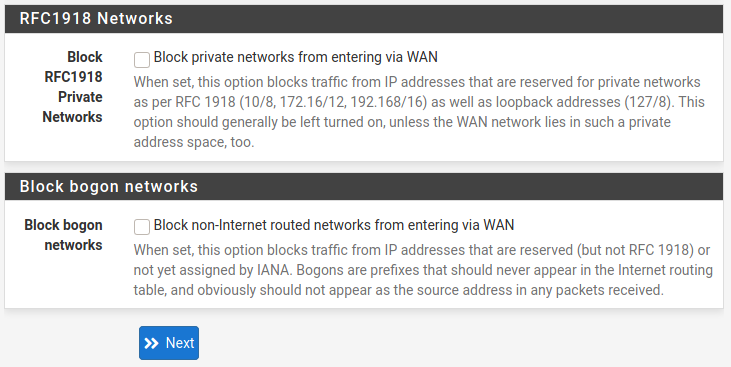 RFC1918 Networks
Block
RFC1918
Private
Networks
Block private networks from entering via WAN
When set, this option blocks traffic from IP addresses that are reserved for private networks
as per RFC 1918 (10/8, 172.16/12, 192.168/16) as well as loopback addresses (127/8). This
option should generally be left turned on, unless the WAN network lies in such a private
address space, too.
Block bogon networks
Block bogon
networks
Block non-Internet routed networks from entering via WAN
When set, this option blocks traffic from IP addresses that are reserved (but not RFC 1918) or
not yet assigned by IANA. Bogons are prefixes that should never appear in the Internet routing
table, and obviously should not appear as the source address in any packets received.
Next